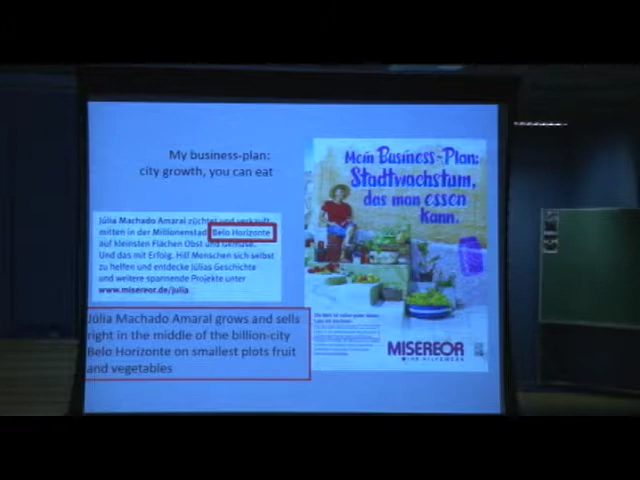 My business-plan:
city growth, you can eat
Júlia Machado Amaral züchtet und verkauft
mitten in der Millionenstadt Belo Horizonte
auf kleinsten Flächen Obst und Gemüse.
Und das mit Erfolg. Hilf Menschen sich selbst
zu helfen und entdecke Júlias Geschichte
und weitere spannende Projekte unter
www.misereor.de/julia
Júlia Machado Amaral grows and sells
right in the middle of the billion-city
Belo Horizonte on smallest plots fruit
and vegetables
Mein Business-Plan:
Stadtwachstum,
das man essen
kann.
MISEREOR
IHR HILFSWERK